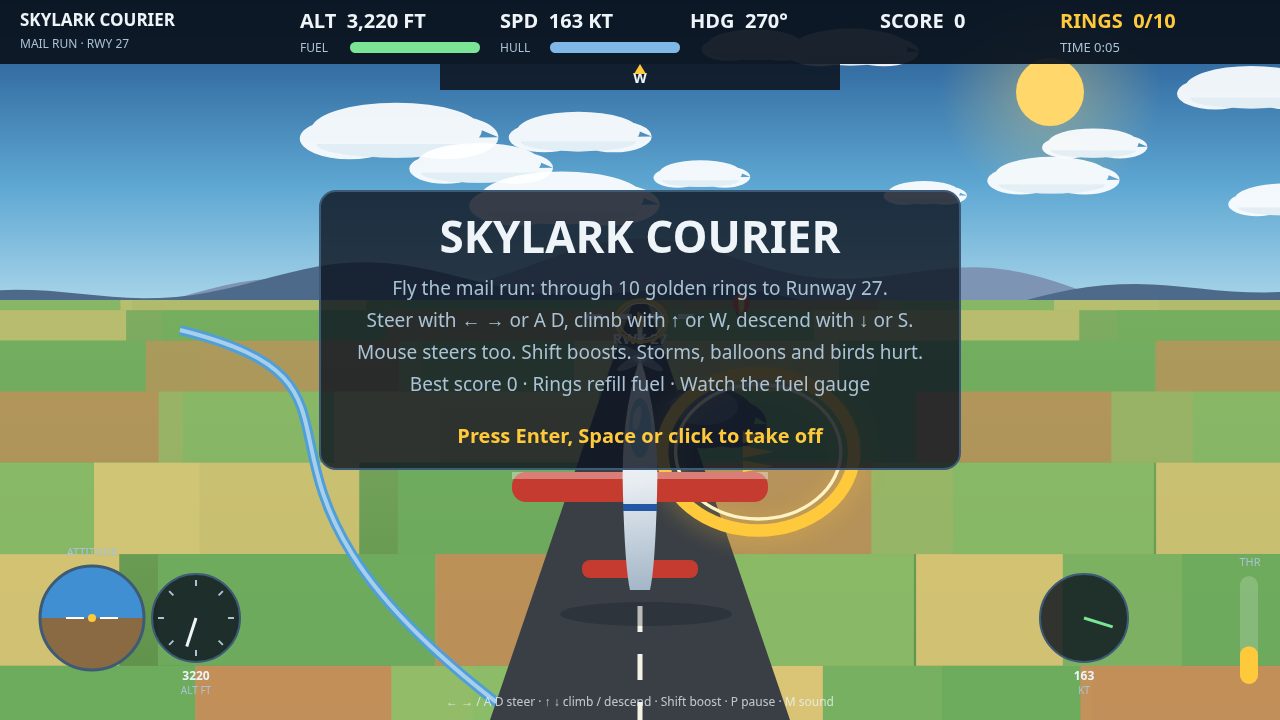 SKYLARK COURIER
MAIL RUN · RWY 27
ALT 3,220 FT
SPD 163 KT
HDG 270°
SCORE 0
RINGS 0/10
FUEL
HULL
TIME 0:05
W
SKYLARK COURIER
Fly the mail run: through 10 golden rings to Runway 27.
Steer with ← → or A D, climb with ↑ or W, descend with ↓ or S.
Mouse steers too. Shift boosts. Storms, balloons and birds hurt.
Best score 0 · Rings refill fuel · Watch the fuel gauge
Press Enter, Space or click to take off
THR
3220
ALT FT
163
KT
← → / A D steer · ↑ ↓ climb / descend · Shift boost · P pause · M sound